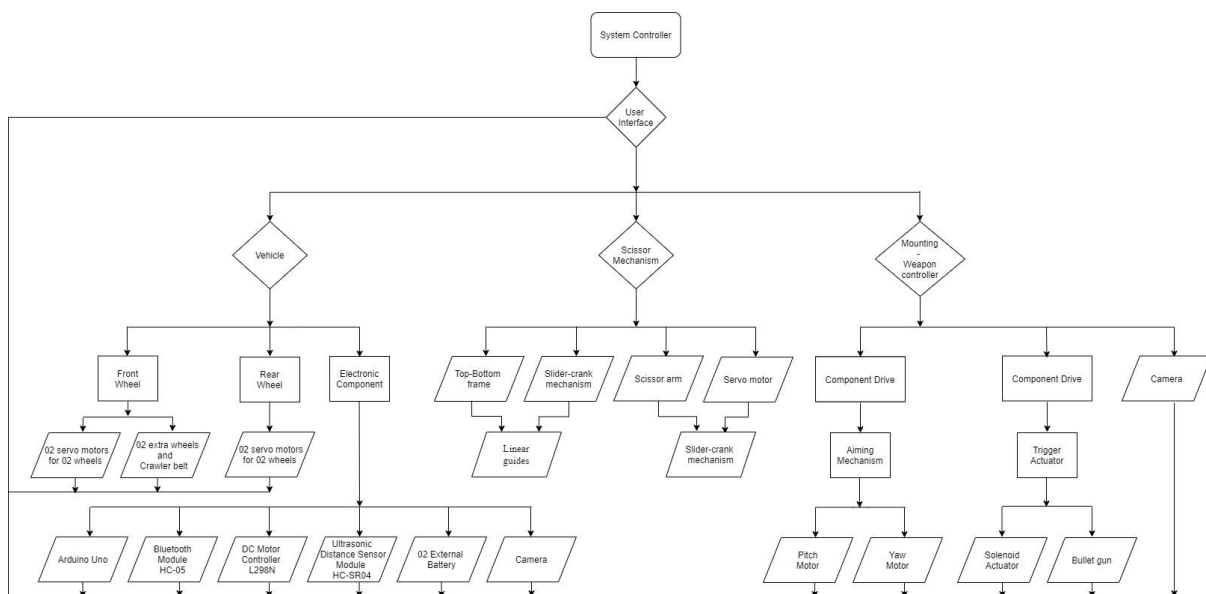 System Controller
User
Interface
Vehicle
Scissor
Mechanism
Mounting
-
Weapon
controller
Front
Wheel
Rear
Wheel
Electronic
Component
Top-Bottom
frame
Slider-crank
mechanism
Scissor arm
Servo motor
Component Drive
Component Drive
Camera
02 servo motors
for 02 wheels
02 extra wheels
and
Crawler belt
02 servo motors
for 02 wheels
Linear
guides
Slider-crank
mechanism
Aiming
Mechanism
Trigger
Actuator
Arduino Uno
Bluetooth
Module
HC-05
DC Motor
Controller
L298N
Ultrasonic
Distance Sensor
Module
HC-SR04
02 External
Battery
Camera
Pitch
Motor
Yaw
Motor
Solenoid
Actuator
Bullet gun